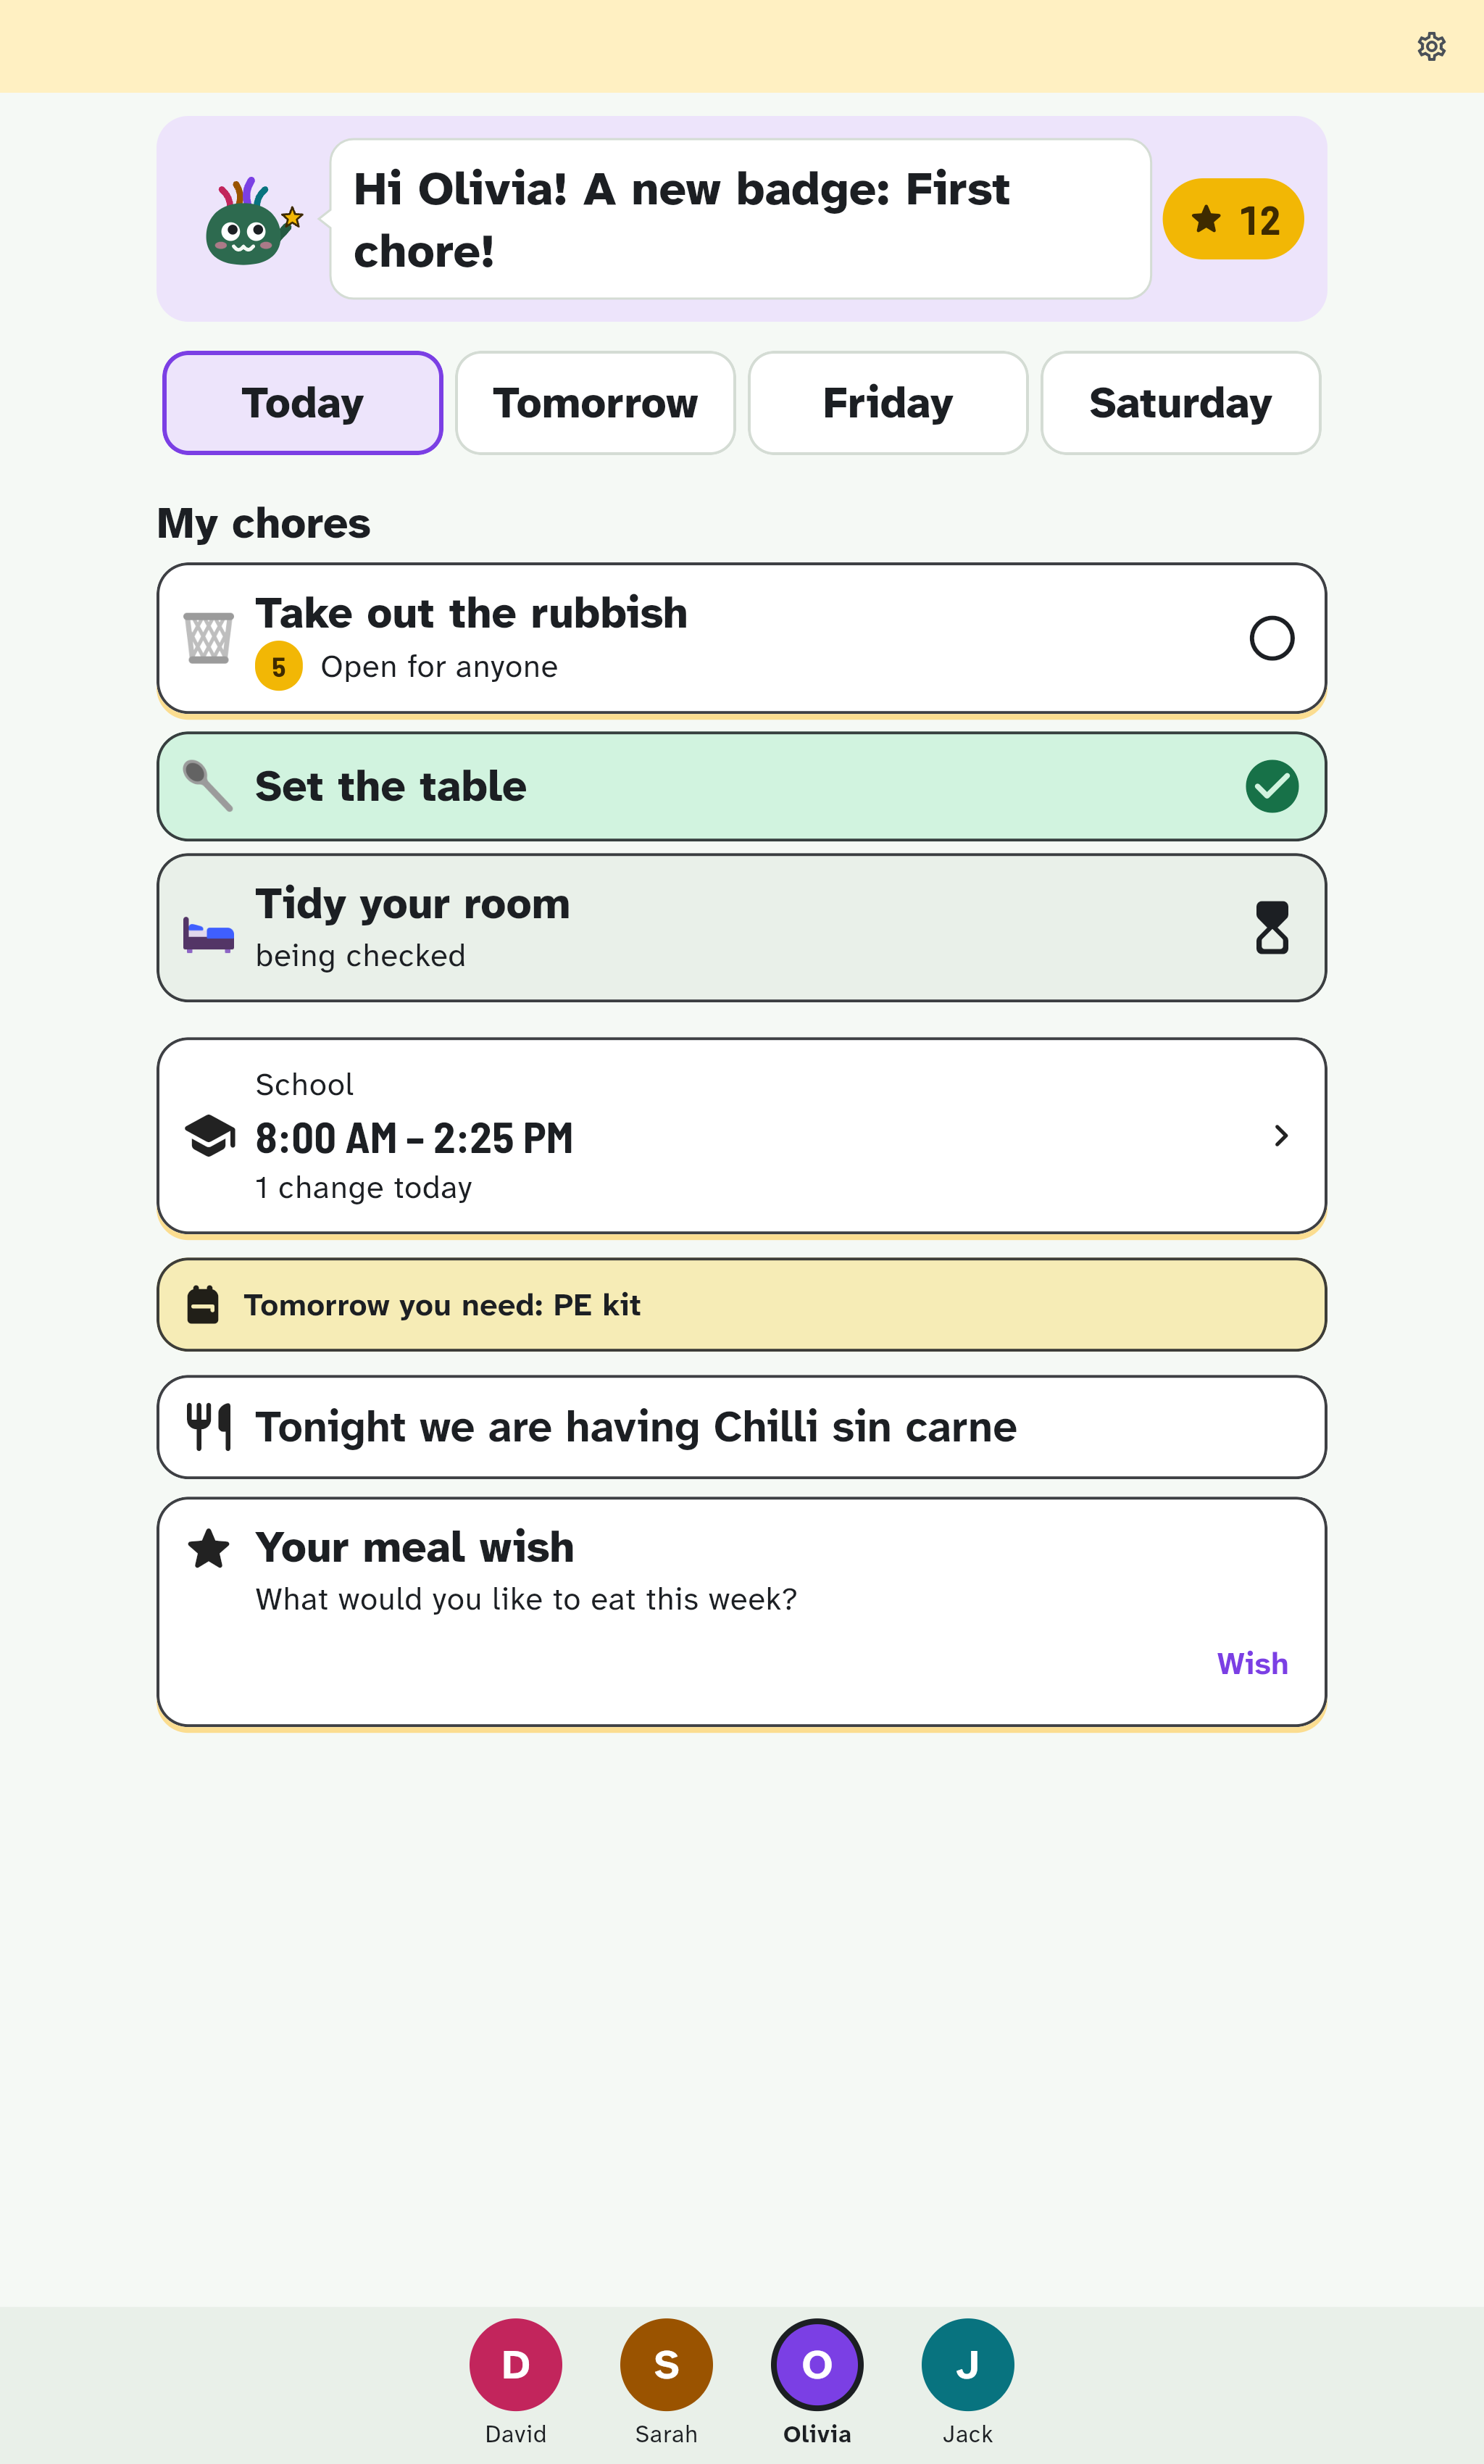 Hi Olivia! A new badge: First
chore!
12
Today
Tomorrow
Friday
Saturday
My chores
Take out the rubbish
5 Open for anyone
Set the table
Tidy your room
being checked
School
8:00 AM – 2:25 PM
1 change today
Tomorrow you need: PE kit
Tonight we are having Chilli sin carne
Your meal wish
What would you like to eat this week?
Wish
D
S
O
J
David
Sarah
Olivia
Jack